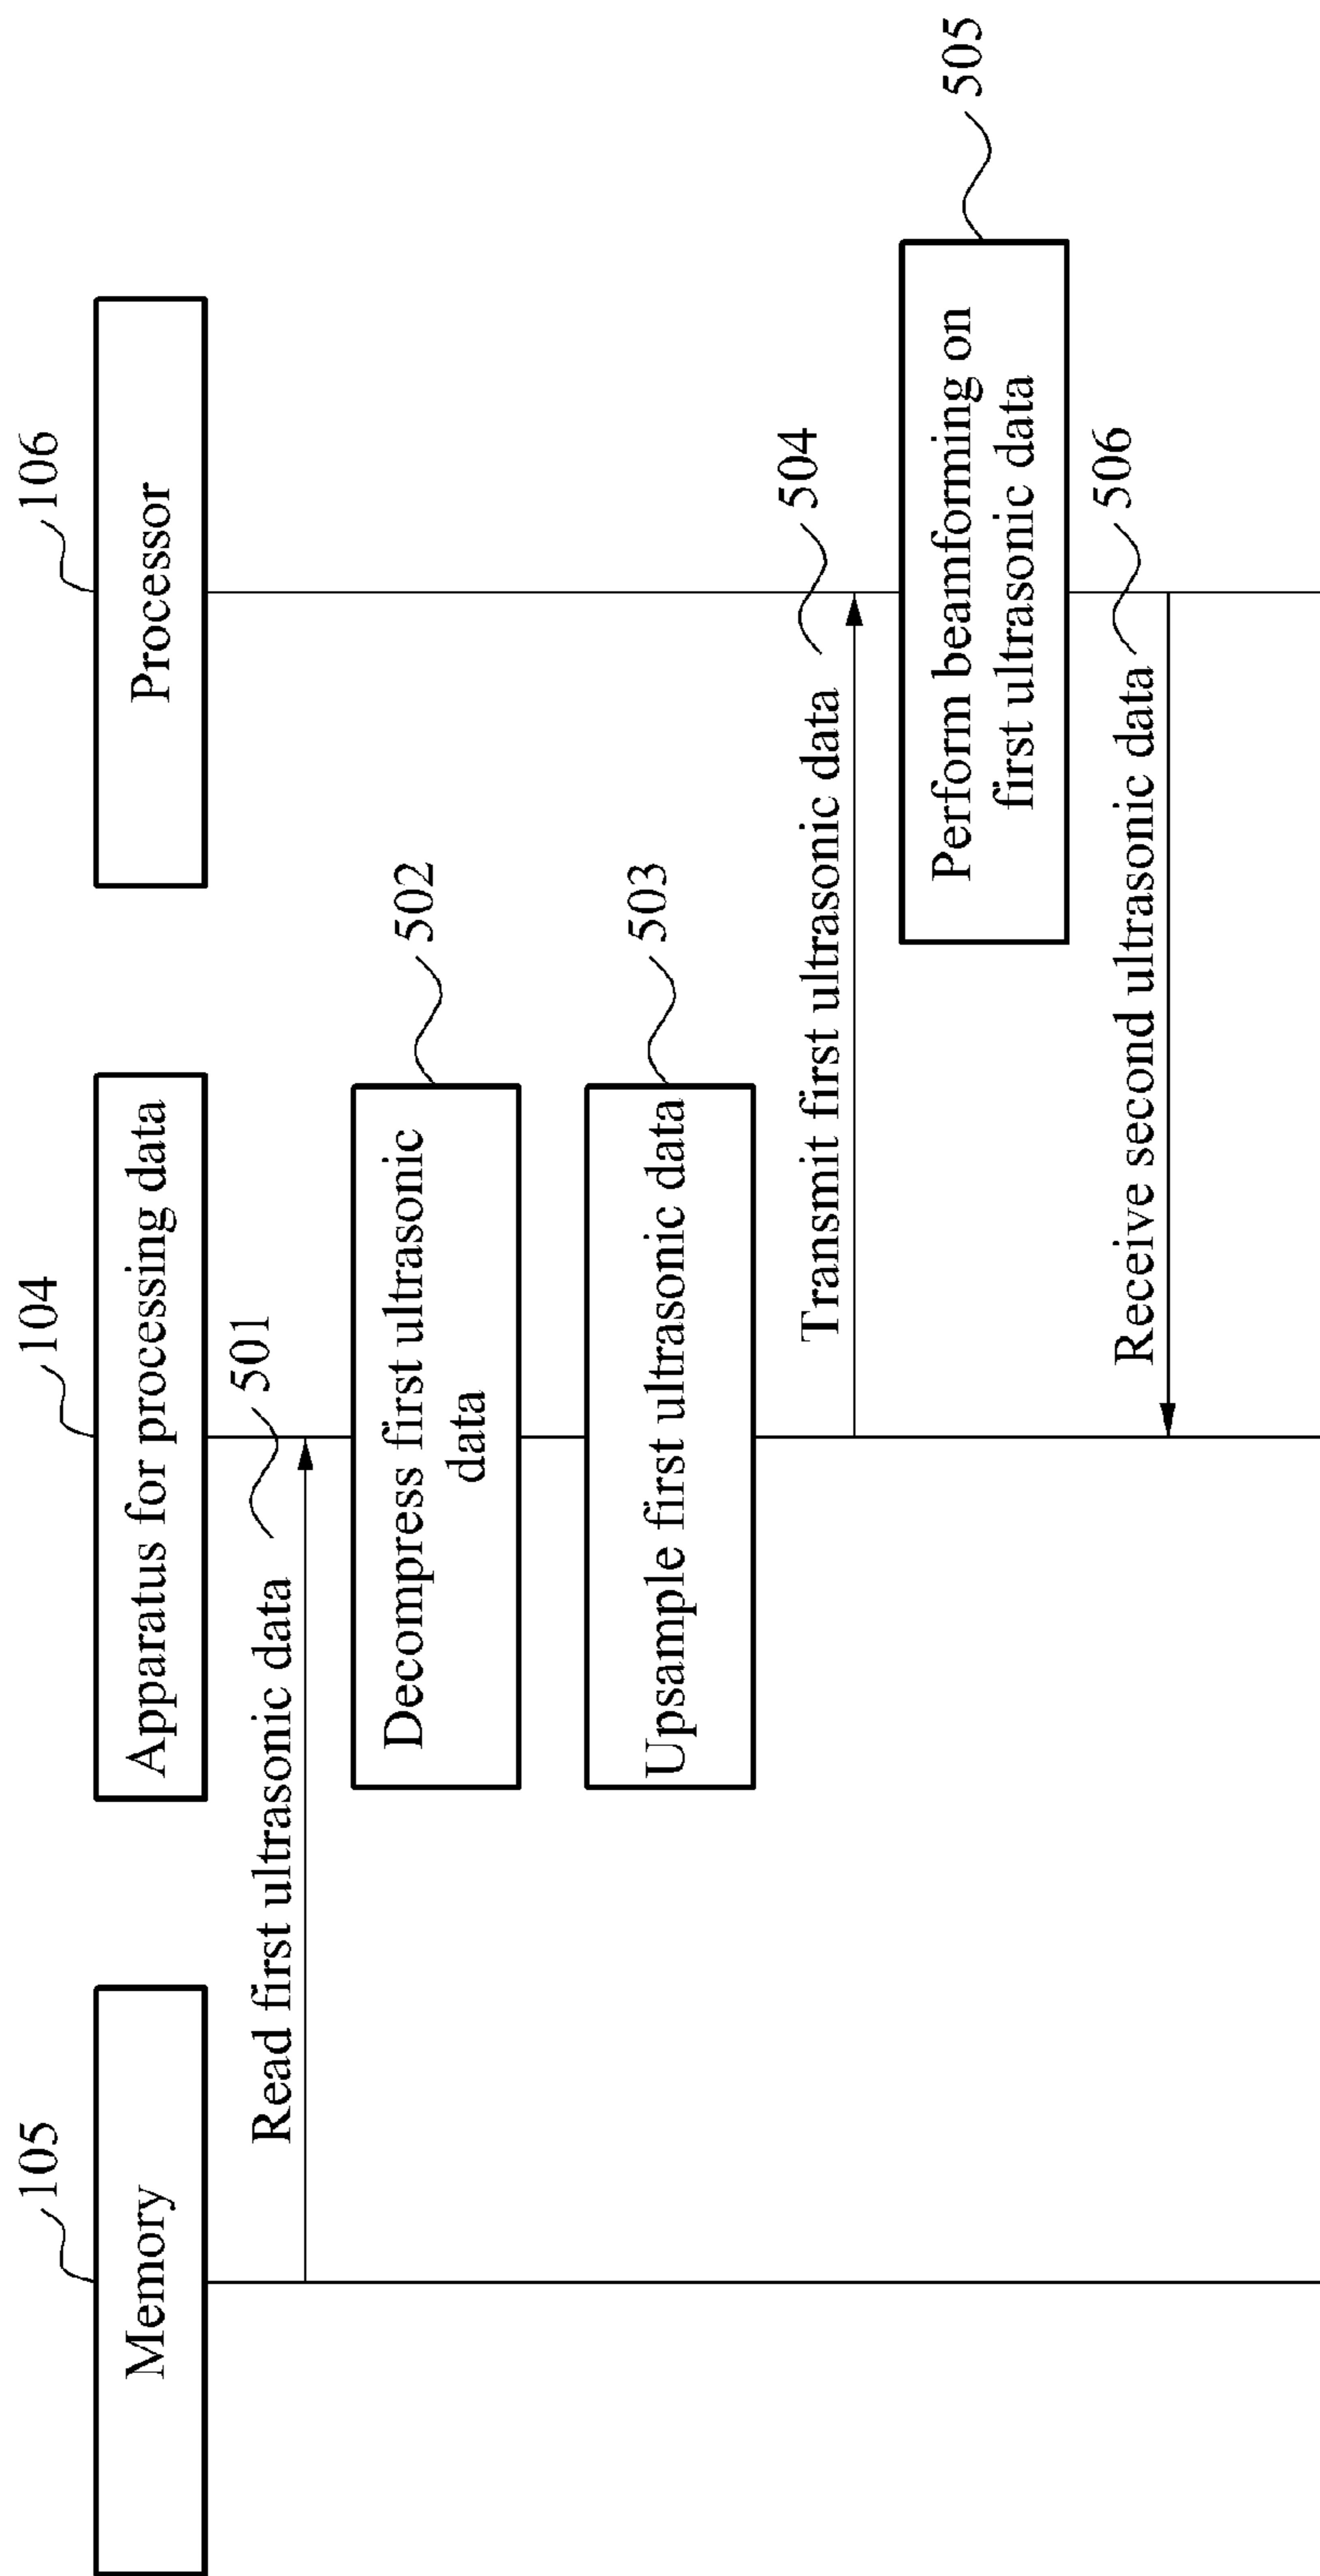 105
104
106
Memory
Apparatus for processing data
Processor
501
Read first ultrasonic data
502
Decompress first ultrasonic
data
503
Upsample first ultrasonic data
504
Transmit first ultrasonic data
505
Perform beamforming on
first ultrasonic data
506
Receive second ultrasonic data